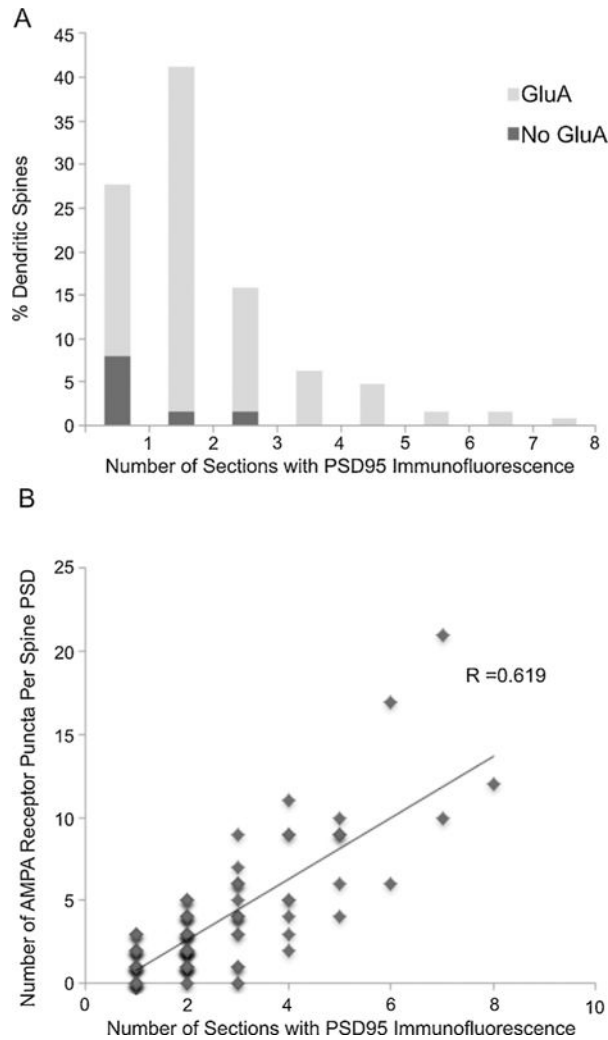 A
45
40
35
30
25
20
15
10
5
0
% Dendritic Spines
GluA
No GluA
1 2 3 4 5 6 7 8
Number of Sections with PSD95 Immunofluorescence
B
25
20
15
10
5
0
Number of AMPA Receptor Puncta Per Spine PSD
R =0.619
0 2 4 6 8 10
Number of Sections with PSD95 Immunofluorescence